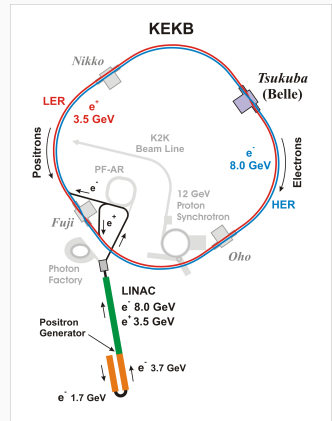 KEKB
Nikko
Tsukuba
(Belle)
LER
e+
3.5 GeV
K2K
Beam Line
e-
8.0 GeV
Positrons
Electrons
PF-AR
e-
12 GeV
Proton
Synchrotron
HER
Fuji
e+
Oho
Photon
Factory
LINAC
e- 8.0 GeV
e+ 3.5 GeV
Positron
Generator
e- 3.7 GeV
e- 1.7 GeV